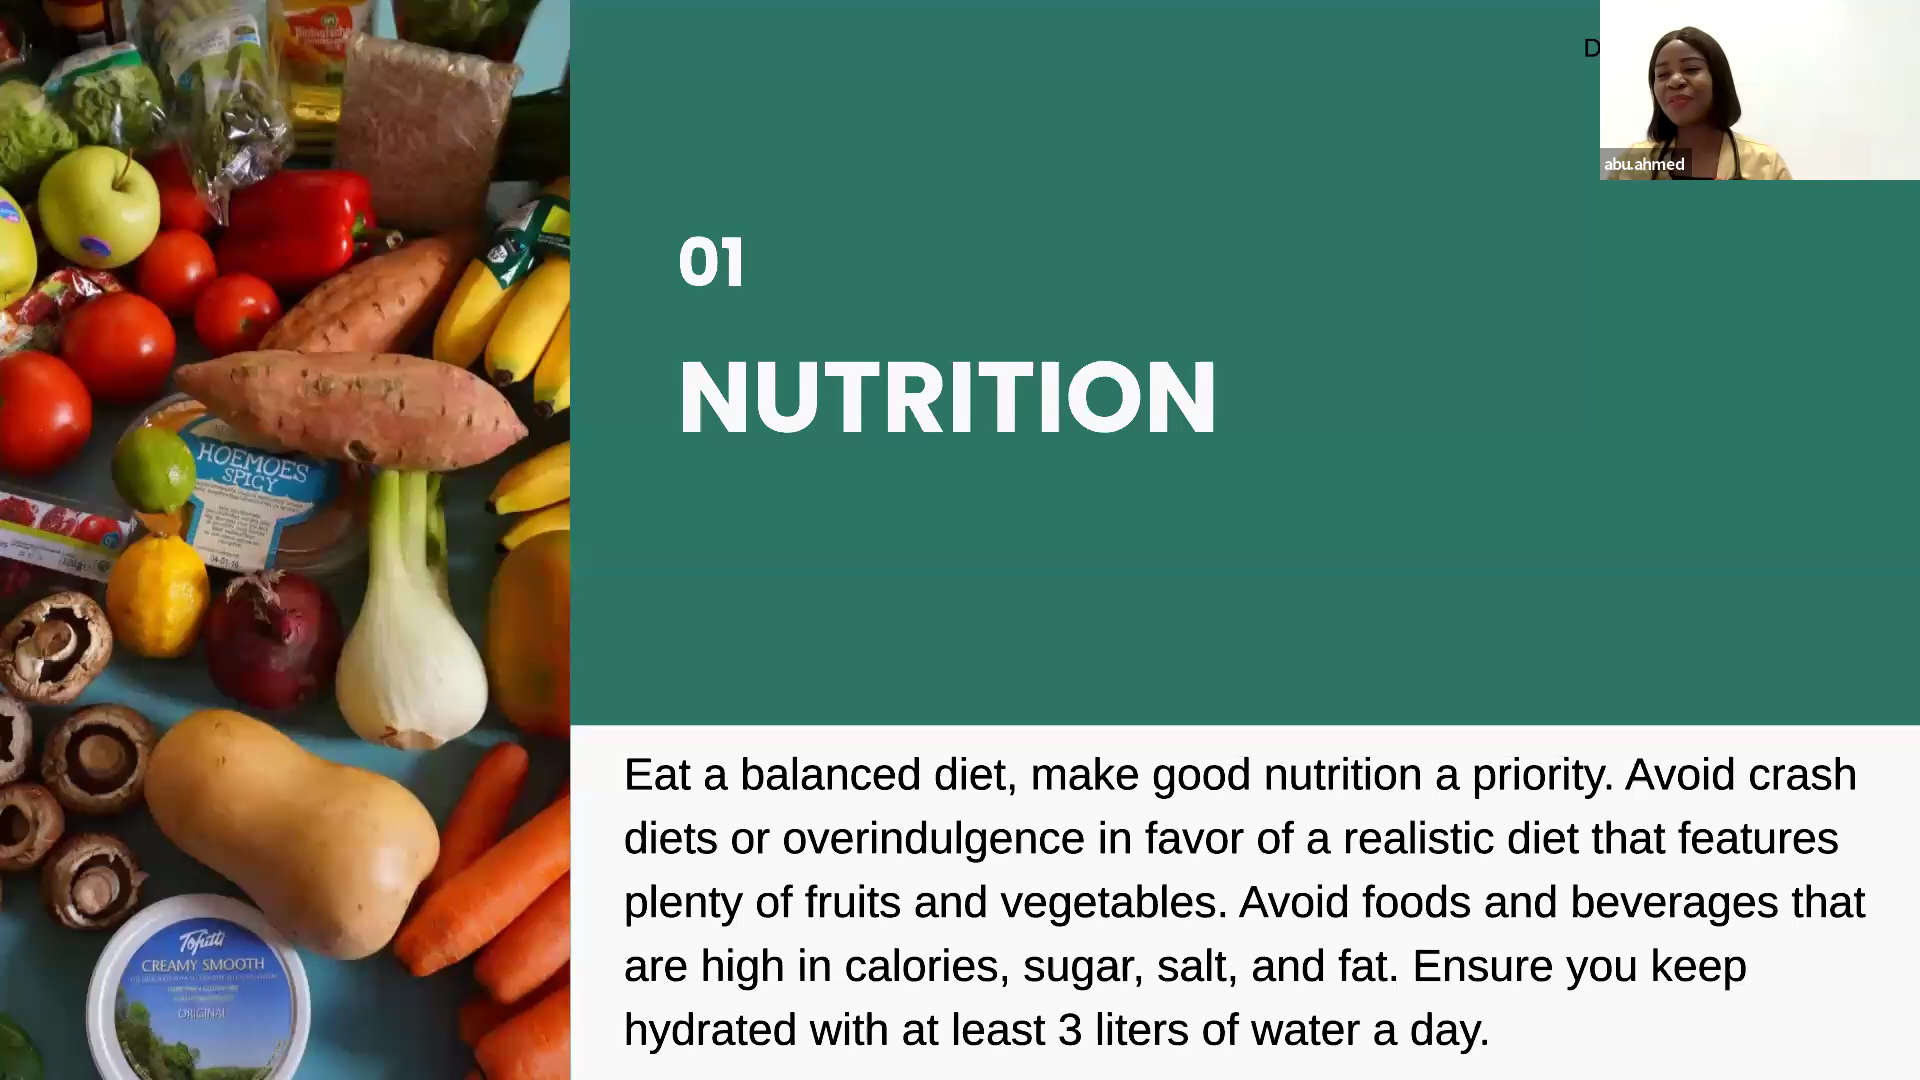 D
abu.ahmed
01
NUTRITION
HOEMOES
SPICY
04-01-16
Tofutti
CREAMY SMOOTH
ORIGINAL
Eat a balanced diet, make good nutrition a priority. Avoid crash
diets or overindulgence in favor of a realistic diet that features
plenty of fruits and vegetables. Avoid foods and beverages that
are high in calories, sugar, salt, and fat. Ensure you keep
hydrated with at least 3 liters of water a day.